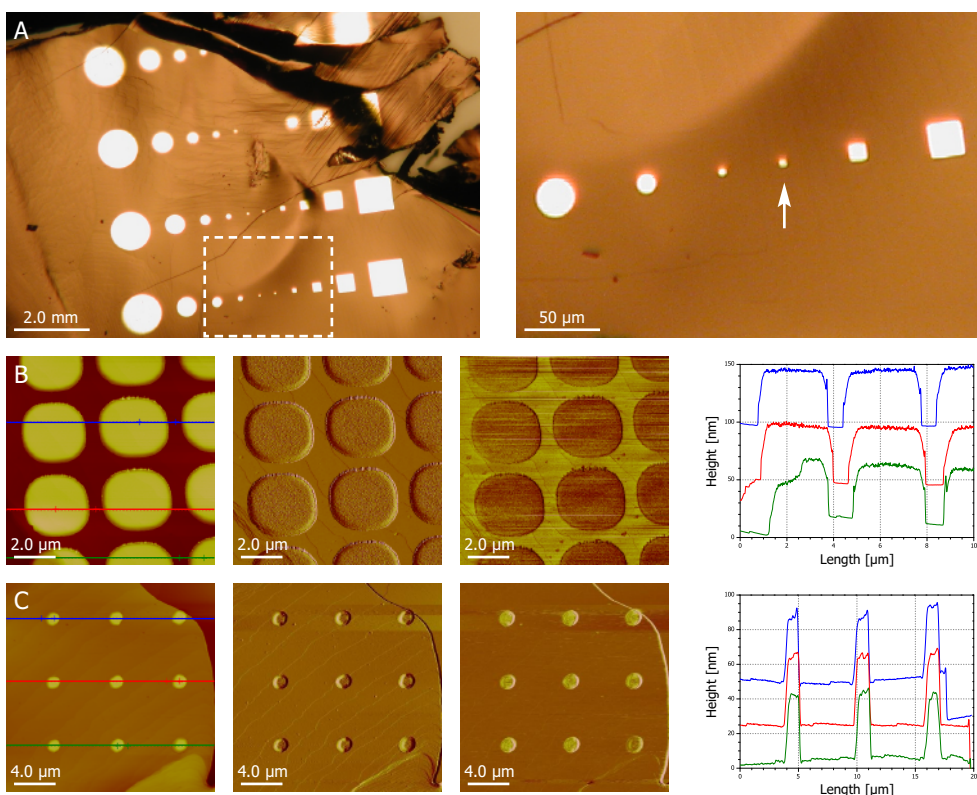 A
2.0 mm
50 µm
B
2.0 µm
2.0 µm
2.0 µm
150
100
50
0
Height [nm]
0 2 4 6 8 10
Length [µm]
C
4.0 µm
4.0 µm
4.0 µm
100
80
60
40
20
0
Height [nm]
0 5 10 15 20
Length [µm]